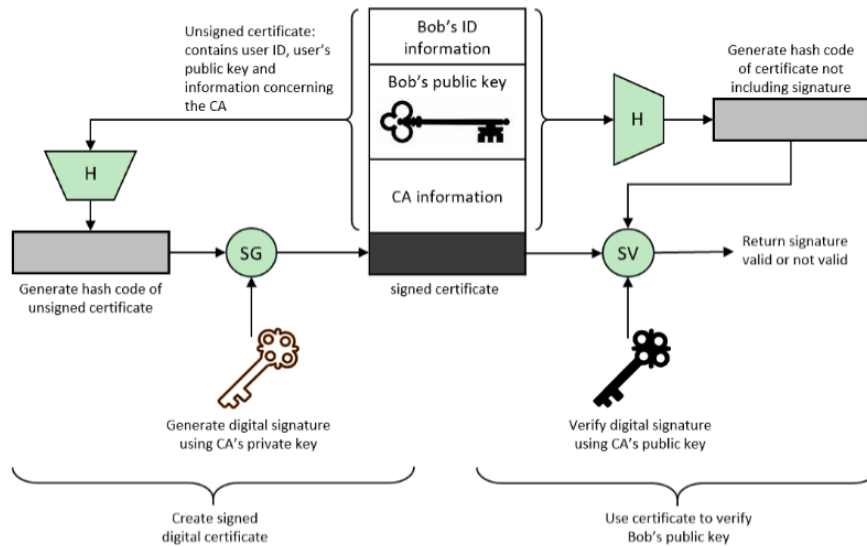 Unsigned certificate:
contains user ID, user's
public key and
information concerning
the CA
Bob's ID
information
Bob's public key
CA information
signed certificate
Generate hash code
of certificate not
including signature
H
H
SG
SV
Return signature
valid or not valid
Generate hash code of
unsigned certificate
Generate digital signature
using CA's private key
Verify digital signature
using CA's public key
Create signed
digital certificate
Use certificate to verify
Bob's public key